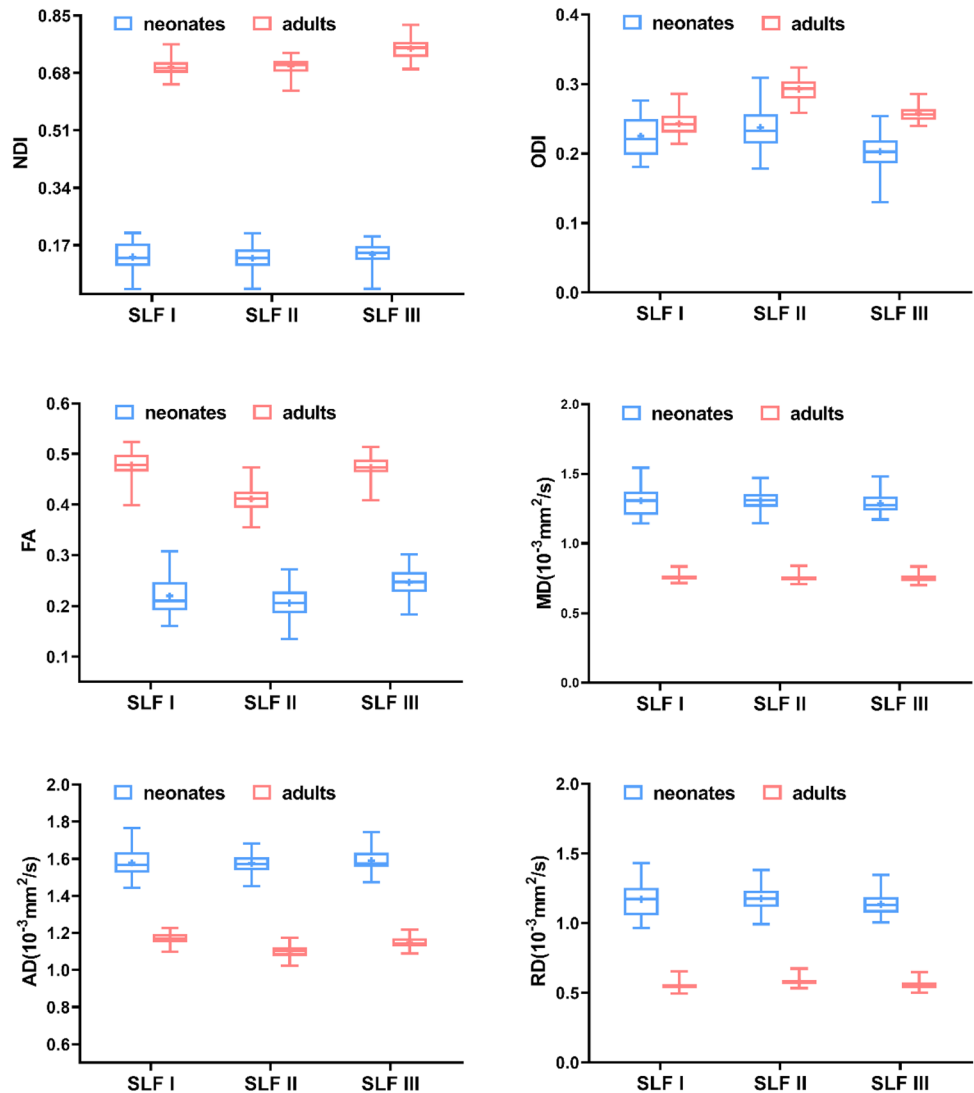 neonates adults
0.85
0.68
0.51
0.34
0.17
NDI
SLF I SLF II SLF III
neonates adults
0.4
0.3
0.2
0.1
0.0
ODI
SLF I SLF II SLF III
neonates adults
0.6
0.5
0.4
0.3
0.2
0.1
FA
SLF I SLF II SLF III
neonates adults
2.0
1.5
1.0
0.5
0.0
MD(10⁻³mm²/s)
SLF I SLF II SLF III
neonates adults
2.0
1.8
1.6
1.4
1.2
1.0
0.8
0.6
AD(10⁻³mm²/s)
SLF I SLF II SLF III
neonates adults
2.0
1.5
1.0
0.5
0.0
RD(10⁻³mm²/s)
SLF I SLF II SLF III